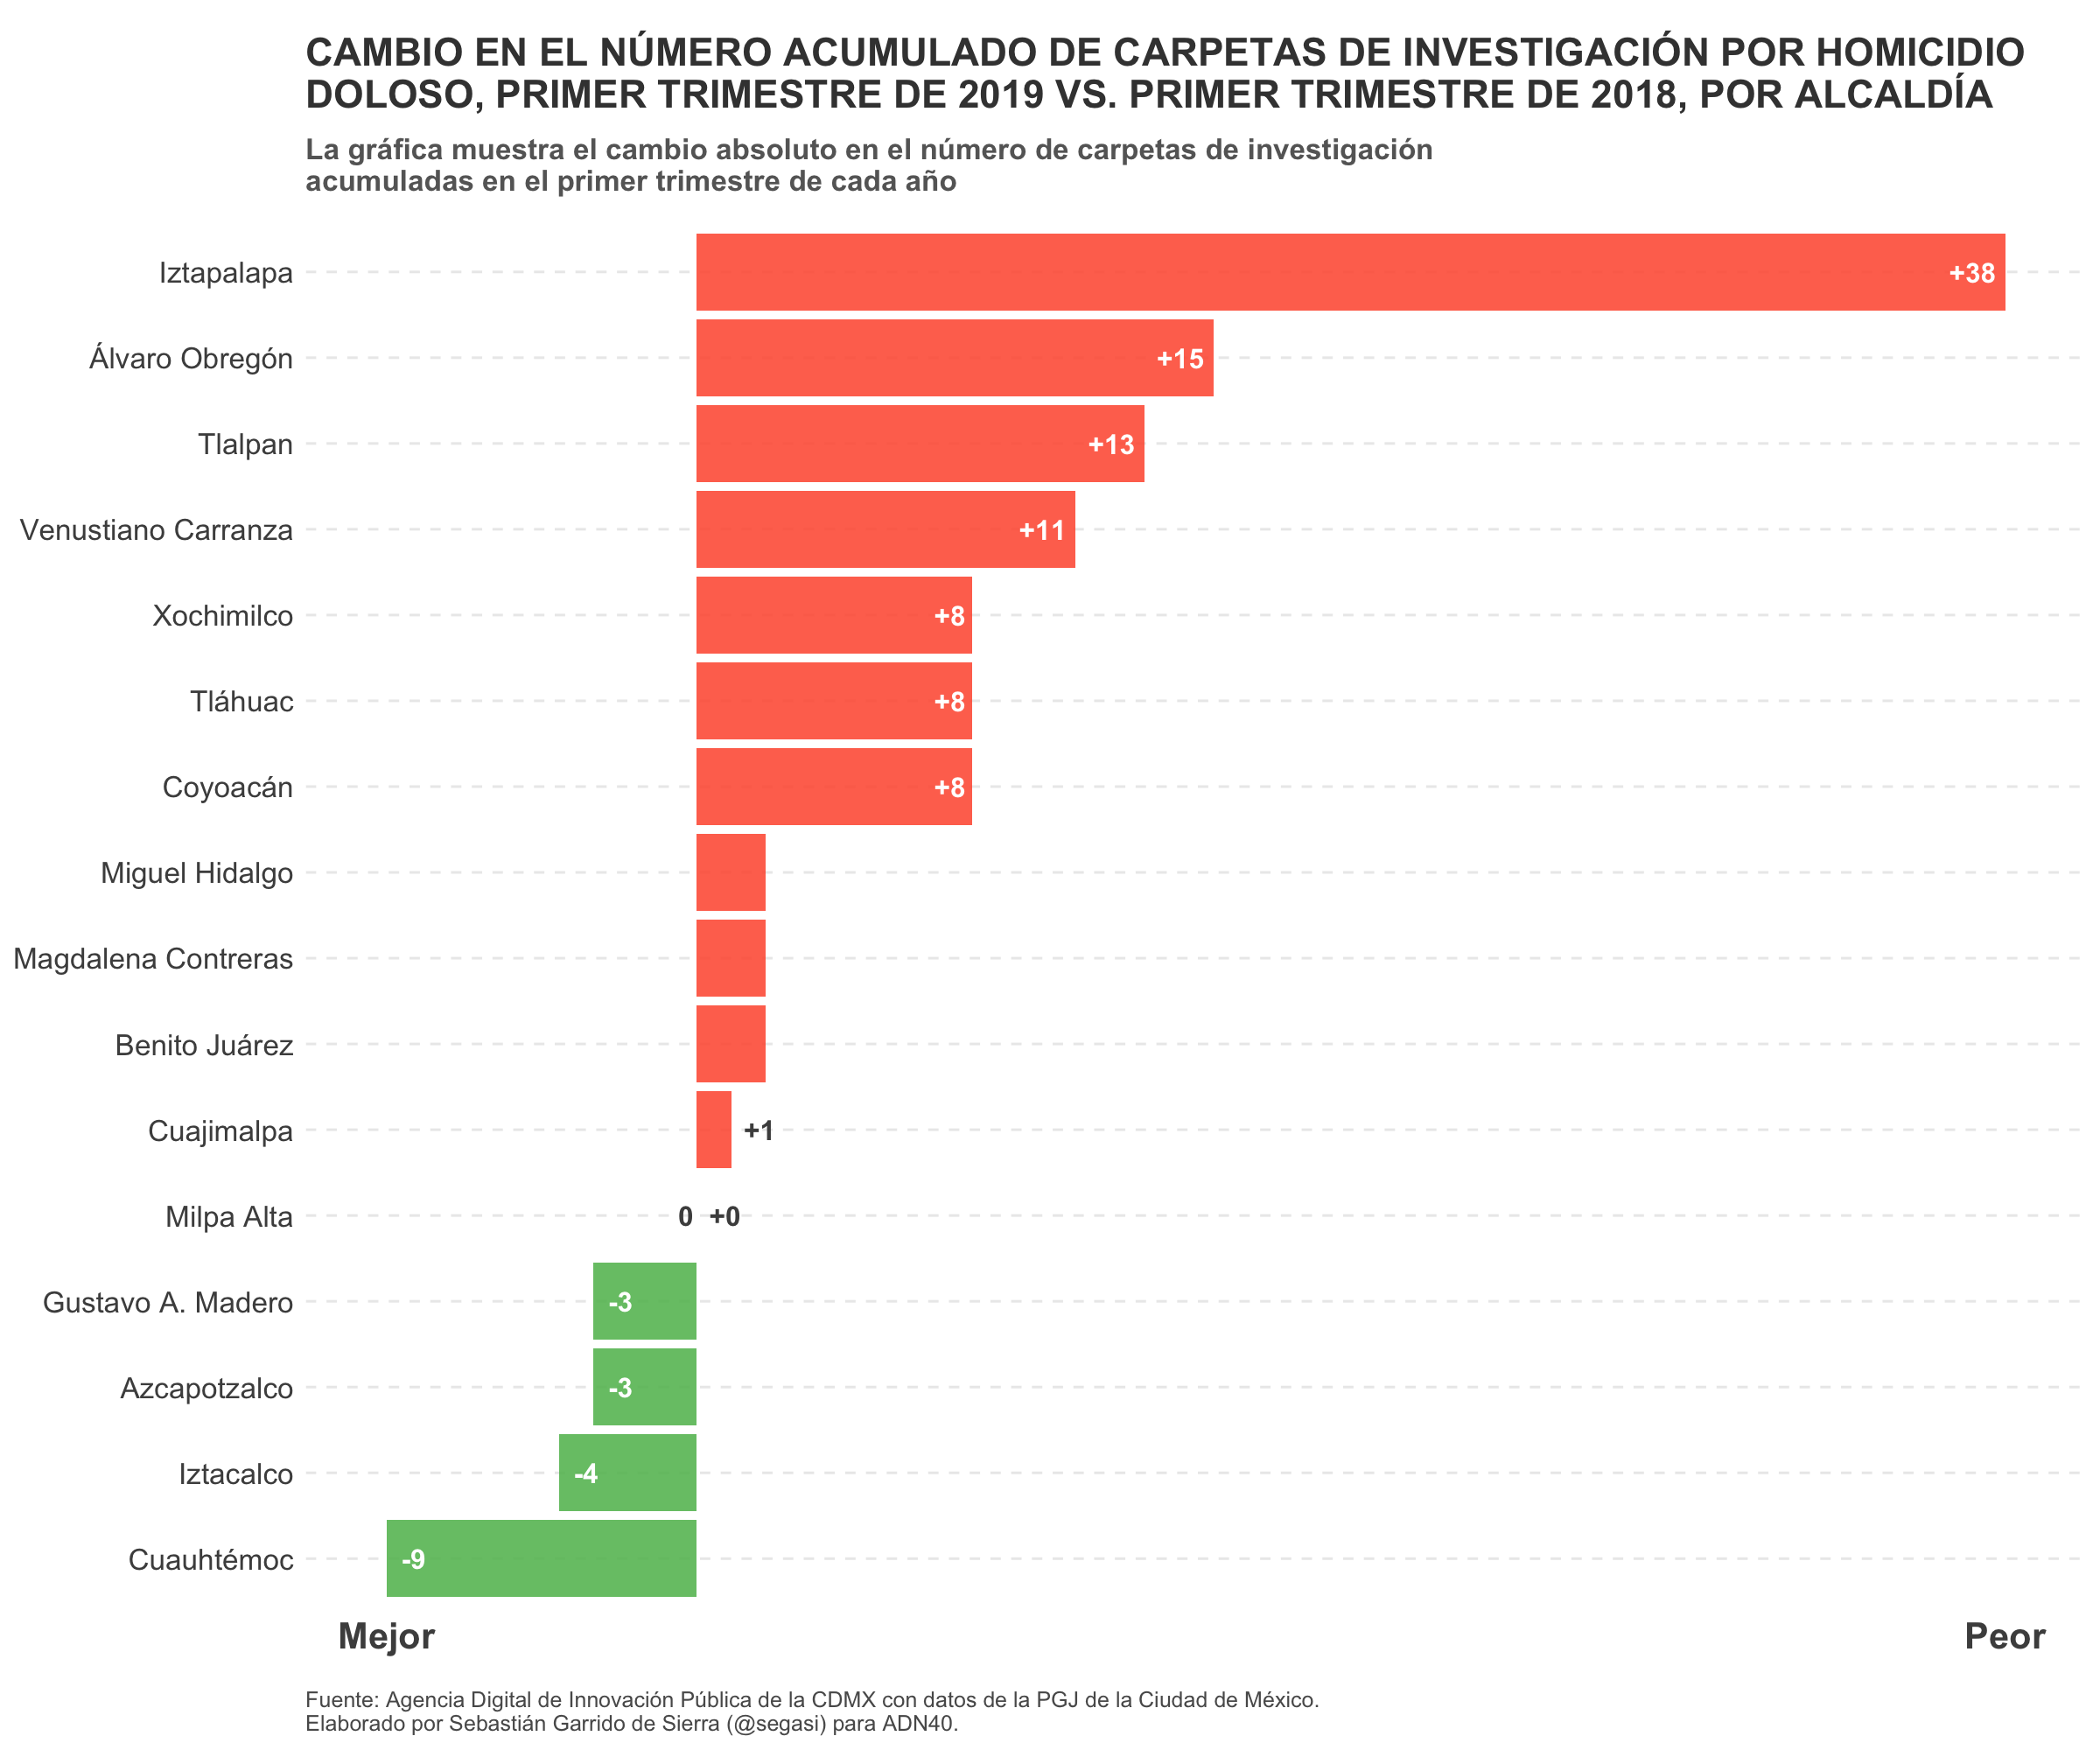 CAMBIO EN EL NÚMERO ACUMULADO DE CARPETAS DE INVESTIGACIÓN POR HOMICIDIO
DOLOSO, PRIMER TRIMESTRE DE 2019 VS. PRIMER TRIMESTRE DE 2018, POR ALCALDÍA
La gráfica muestra el cambio absoluto en el número de carpetas de investigación
acumuladas en el primer trimestre de cada año
Iztapalapa +38
Álvaro Obregón +15
Tlalpan +13
Venustiano Carranza +11
Xochimilco +8
Tláhuac +8
Coyoacán +8
Miguel Hidalgo
Magdalena Contreras
Benito Juárez
Cuajimalpa +1
Milpa Alta 0 +0
Gustavo A. Madero -3
Azcapotzalco -3
Iztacalco -4
Cuauhtémoc -9
Mejor Peor
Fuente: Agencia Digital de Innovación Pública de la CDMX con datos de la PGJ de la Ciudad de México.
Elaborado por Sebastián Garrido de Sierra (@segasi) para ADN40.